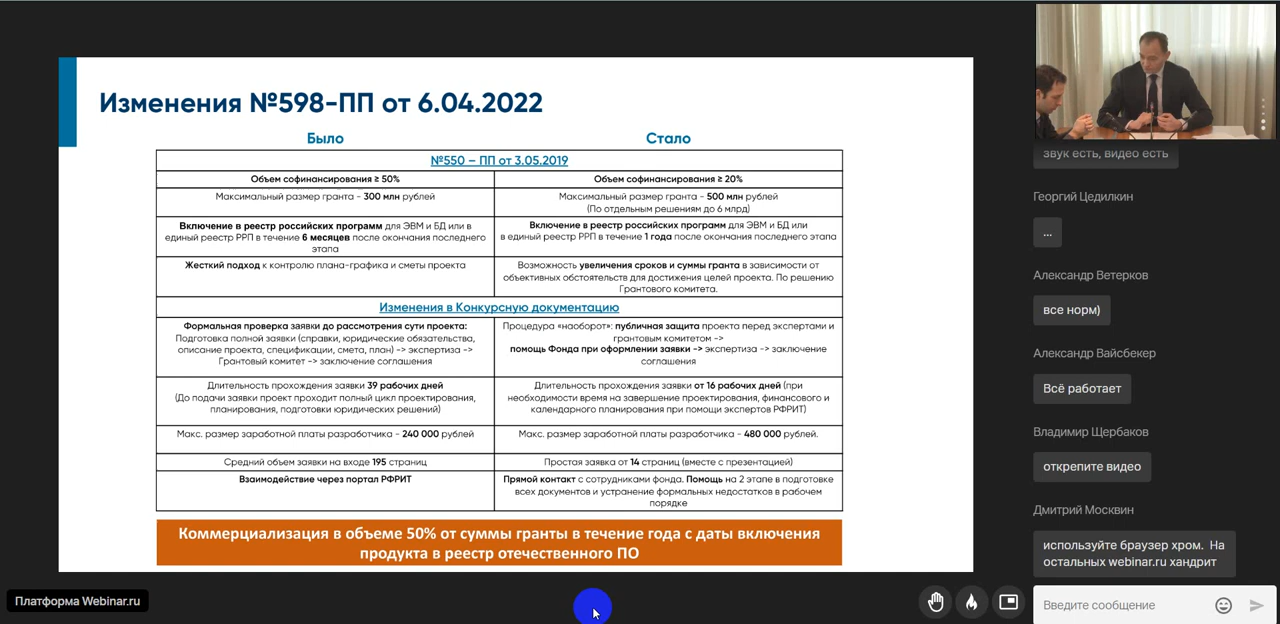 Изменения №598-ПП от 6.04.2022
Было
Стало
№550 – ПП от 3.05.2019
Объем софинансирования ≥ 50%
Объем софинансирования ≥ 20%
Максимальный размер гранта - 300 млн рублей
Максимальный размер гранта - 500 млн рублей
(По отдельным решениям до 6 млрд)
Включение в реестр российских программ для ЭВМ и БД или в
единый реестр РРП в течение 6 месяцев после окончания последнего
этапа
Включение в реестр российских программ для ЭВМ и БД или
в единый реестр РРП в течение 1 года после окончания последнего этапа
Жесткий подход к контролю плана-графика и сметы проекта
Возможность увеличения сроков и суммы гранта в зависимости от
объективных обстоятельств для достижения целей проекта. По решению
Грантового комитета.
Изменения в Конкурсную документацию
Формальная проверка заявки до рассмотрения сути проекта:
Подготовка полной заявки (справки, юридические обязательства,
описание проекта, спецификации, смета, план) -> экспертиза ->
Грантовый комитет -> заключение соглашения
Процедура «наоборот»: публичная защита проекта перед экспертами и
грантовым комитетом ->
помощь Фонда при оформлении заявки -> экспертиза -> заключение
соглашения
Длительность прохождения заявки 39 рабочих дней
(До подачи заявки проект проходит полный цикл проектирования,
планирования, подготовки юридических решений)
Длительность прохождения заявки от 16 рабочих дней (при
необходимости время на завершение проектирования, финансового и
календарного планирования при помощи экспертов РФРИТ)
Макс. размер заработной платы разработчика - 240 000 рублей
Макс. размер заработной платы разработчика - 480 000 рублей.
Средний объем заявки на входе 195 страниц
Простая заявка от 14 страниц (вместе с презентацией)
Взаимодействие через портал РФРИТ
Прямой контакт с сотрудниками фонда. Помощь на 2 этапе в подготовке
всех документов и устранение формальных недостатков в рабочем
порядке
Коммерциализация в объеме 50% от суммы гранты в течение года с даты включения
продукта в реестр отечественного ПО
Платформа Webinar.ru
звук есть, видео есть
Георгий Цедилкин
...
Александр Ветерков
все норм)
Александр Вайсбекер
Всё работает
Владимир Щербаков
открепите видео
Дмитрий Москвин
используйте браузер хром. На
остальных webinar.ru хандрит
Введите сообщение